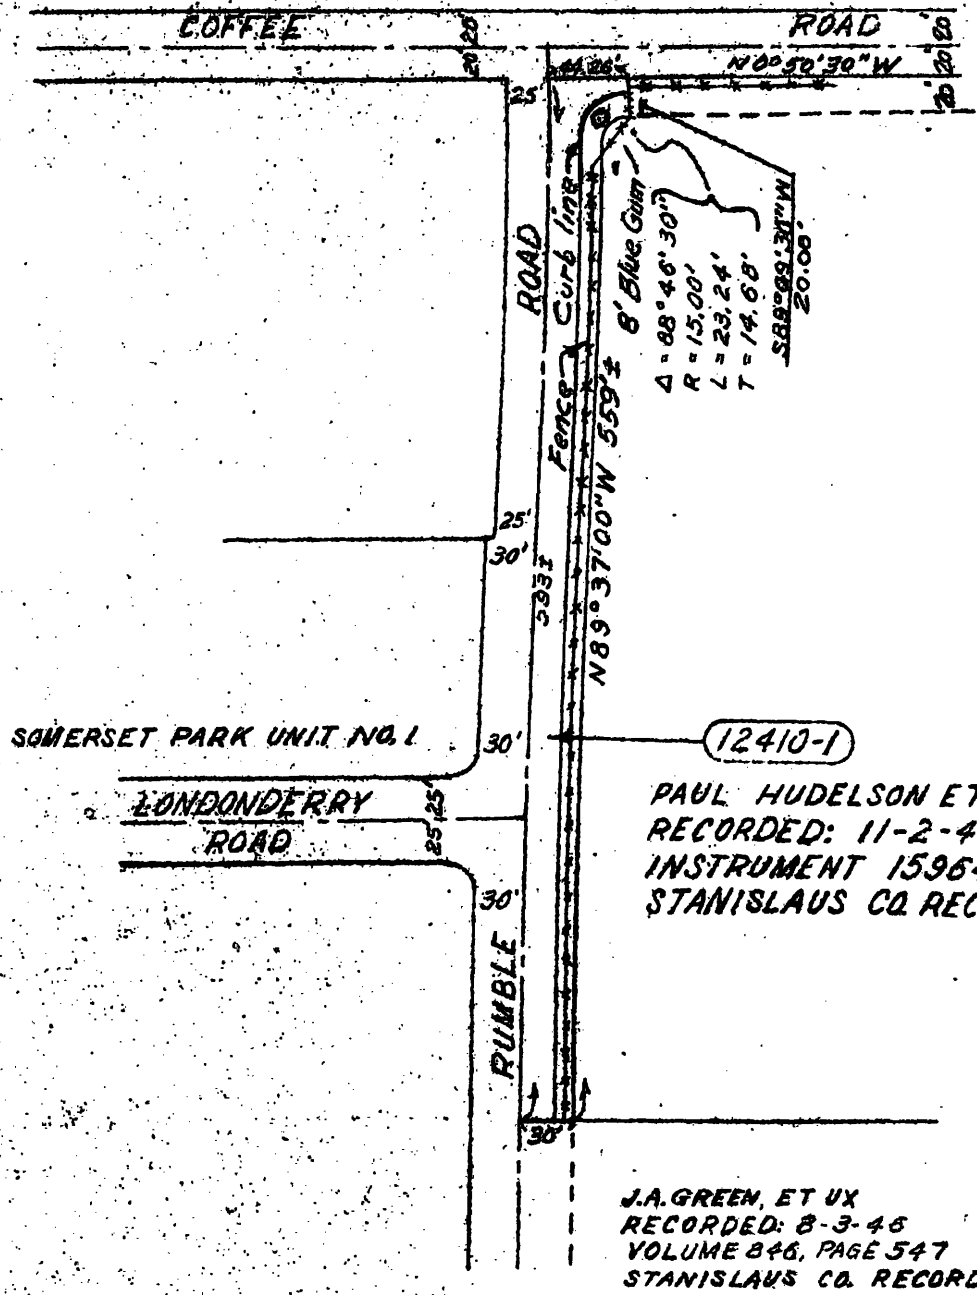 COFFEE
ROAD
20' 20'
20' 20' 20'
N0°50'30"W
25'
ROAD
Curb line
Fence
8' Blue Gum
Δ = 88°46'30"
R = 15.00'
L = 23.24'
T = 14.68'
S89°09'30"W
20.00'
N89°37'00"W 559'±
25'
30'
593±
SOMERSET PARK UNIT NO. 1
30'
12410-1
LONDONDERRY
ROAD
25' 25'
PAUL HUDELSON ET
RECORDED: 11-2-4
INSTRUMENT 1596
STANISLAUS CO. REC
30'
RUMBLE
30'
J.A. GREEN, ET UX
RECORDED: 8-3-46
VOLUME 846, PAGE 547
STANISLAUS CO. RECORD